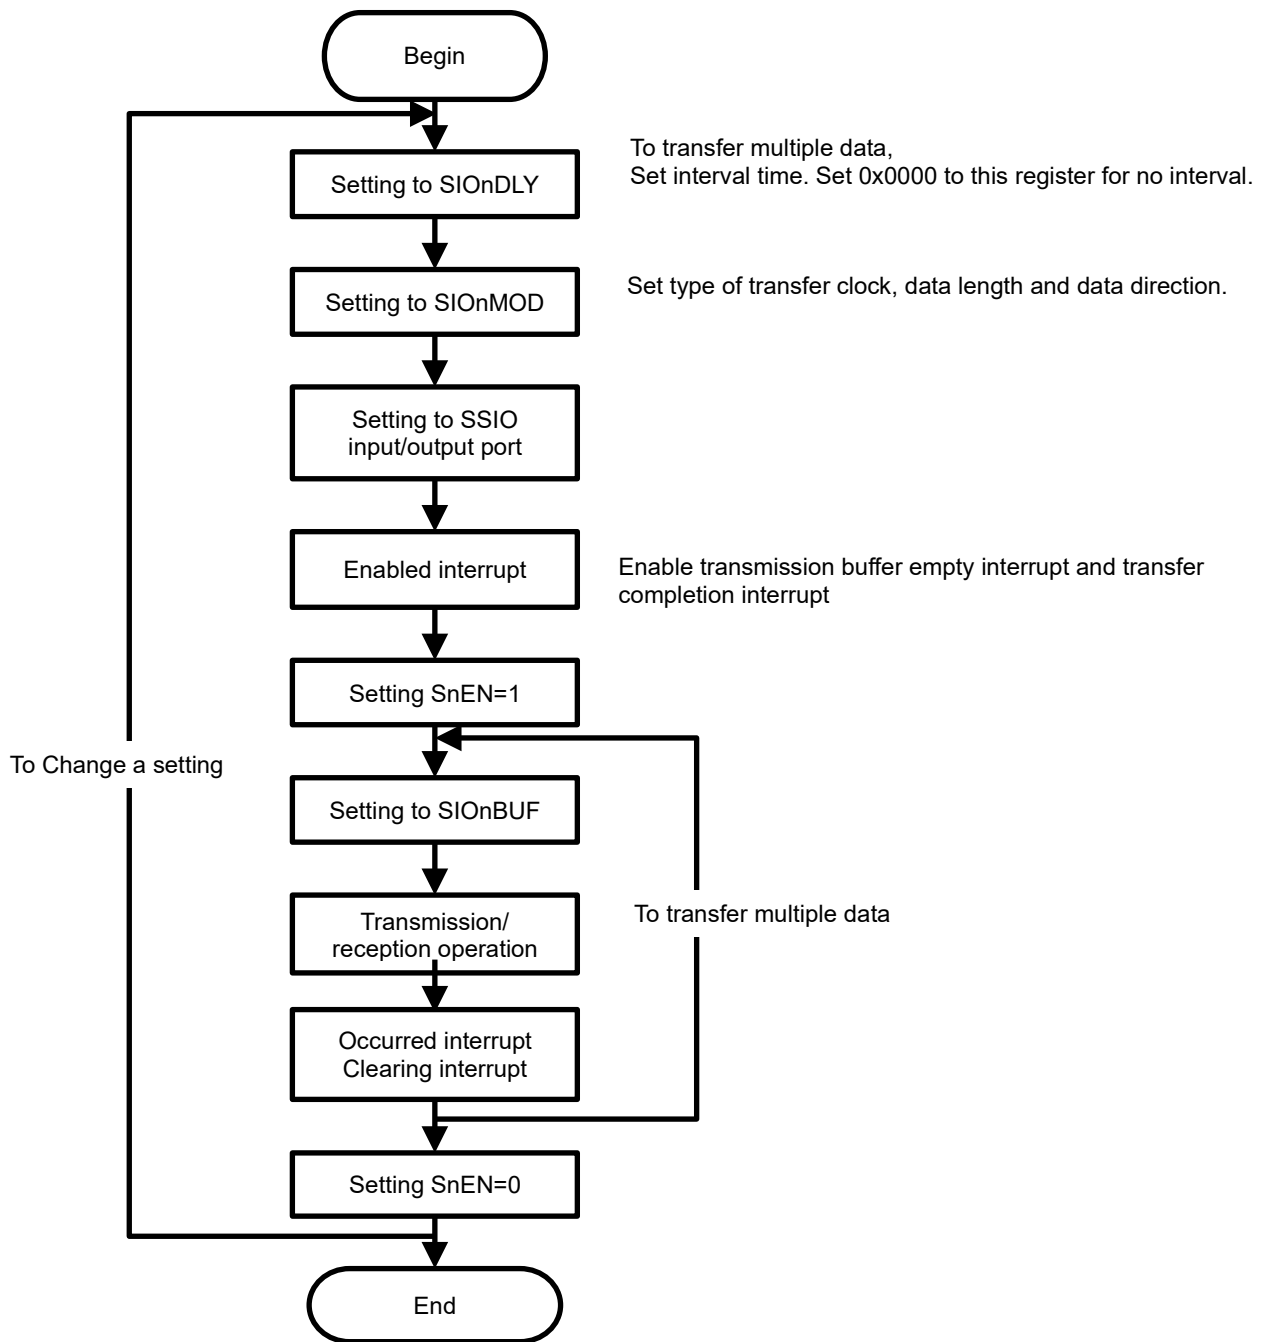 Begin
To transfer multiple data,
Set interval time. Set 0x0000 to this register for no interval.
Setting to SIOnDLY
Set type of transfer clock, data length and data direction.
Setting to SIOnMOD
Setting to SSIO
input/output port
Enabled interrupt
Enable transmission buffer empty interrupt and transfer
completion interrupt
Setting SnEN=1
To Change a setting
Setting to SIOnBUF
Transmission/
reception operation
To transfer multiple data
Occurred interrupt
Clearing interrupt
Setting SnEN=0
End